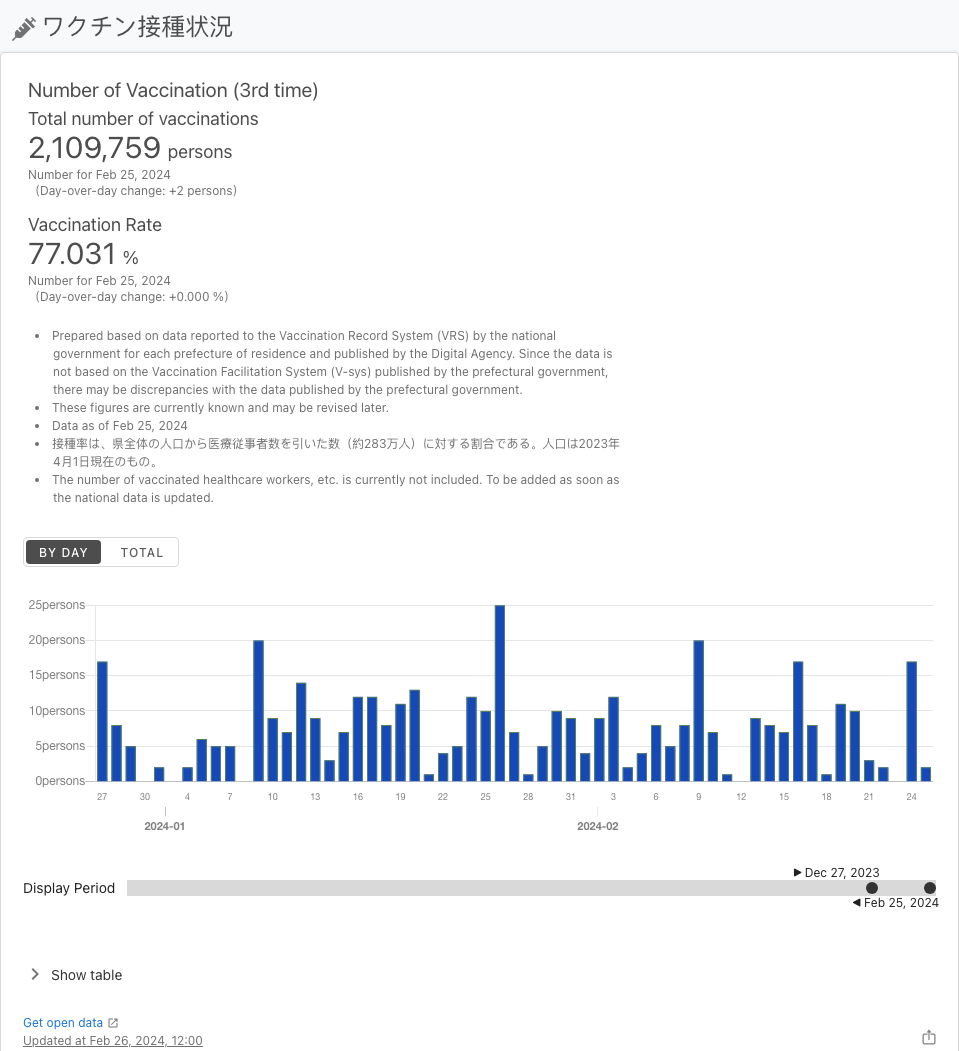 ワクチン接種状況
Number of Vaccination (3rd time)
Total number of vaccinations
2,109,759 persons
Number for Feb 25, 2024
(Day-over-day change: +2 persons)
Vaccination Rate
77.031 %
Number for Feb 25, 2024
(Day-over-day change: +0.000 %)
• Prepared based on data reported to the Vaccination Record System (VRS) by the national
government for each prefecture of residence and published by the Digital Agency. Since the data is
not based on the Vaccination Facilitation System (V-sys) published by the prefectural government,
there may be discrepancies with the data published by the prefectural government.
• These figures are currently known and may be revised later.
• Data as of Feb 25, 2024
• 接種率は、県全体の人口から医療従事者数を引いた数（約283万人）に対する割合である。人口は2023年
4月1日現在のもの。
• The number of vaccinated healthcare workers, etc. is currently not included. To be added as soon as
the national data is updated.
BY DAY TOTAL
25persons
20persons
15persons
10persons
5persons
0persons
27 30 4 7 10 13 16 19 22 25 28 31 3 6 9 12 15 18 21 24
2024-01 2024-02
Dec 27, 2023
Display Period
Feb 25, 2024
Show table
Get open data
Updated at Feb 26, 2024, 12:00